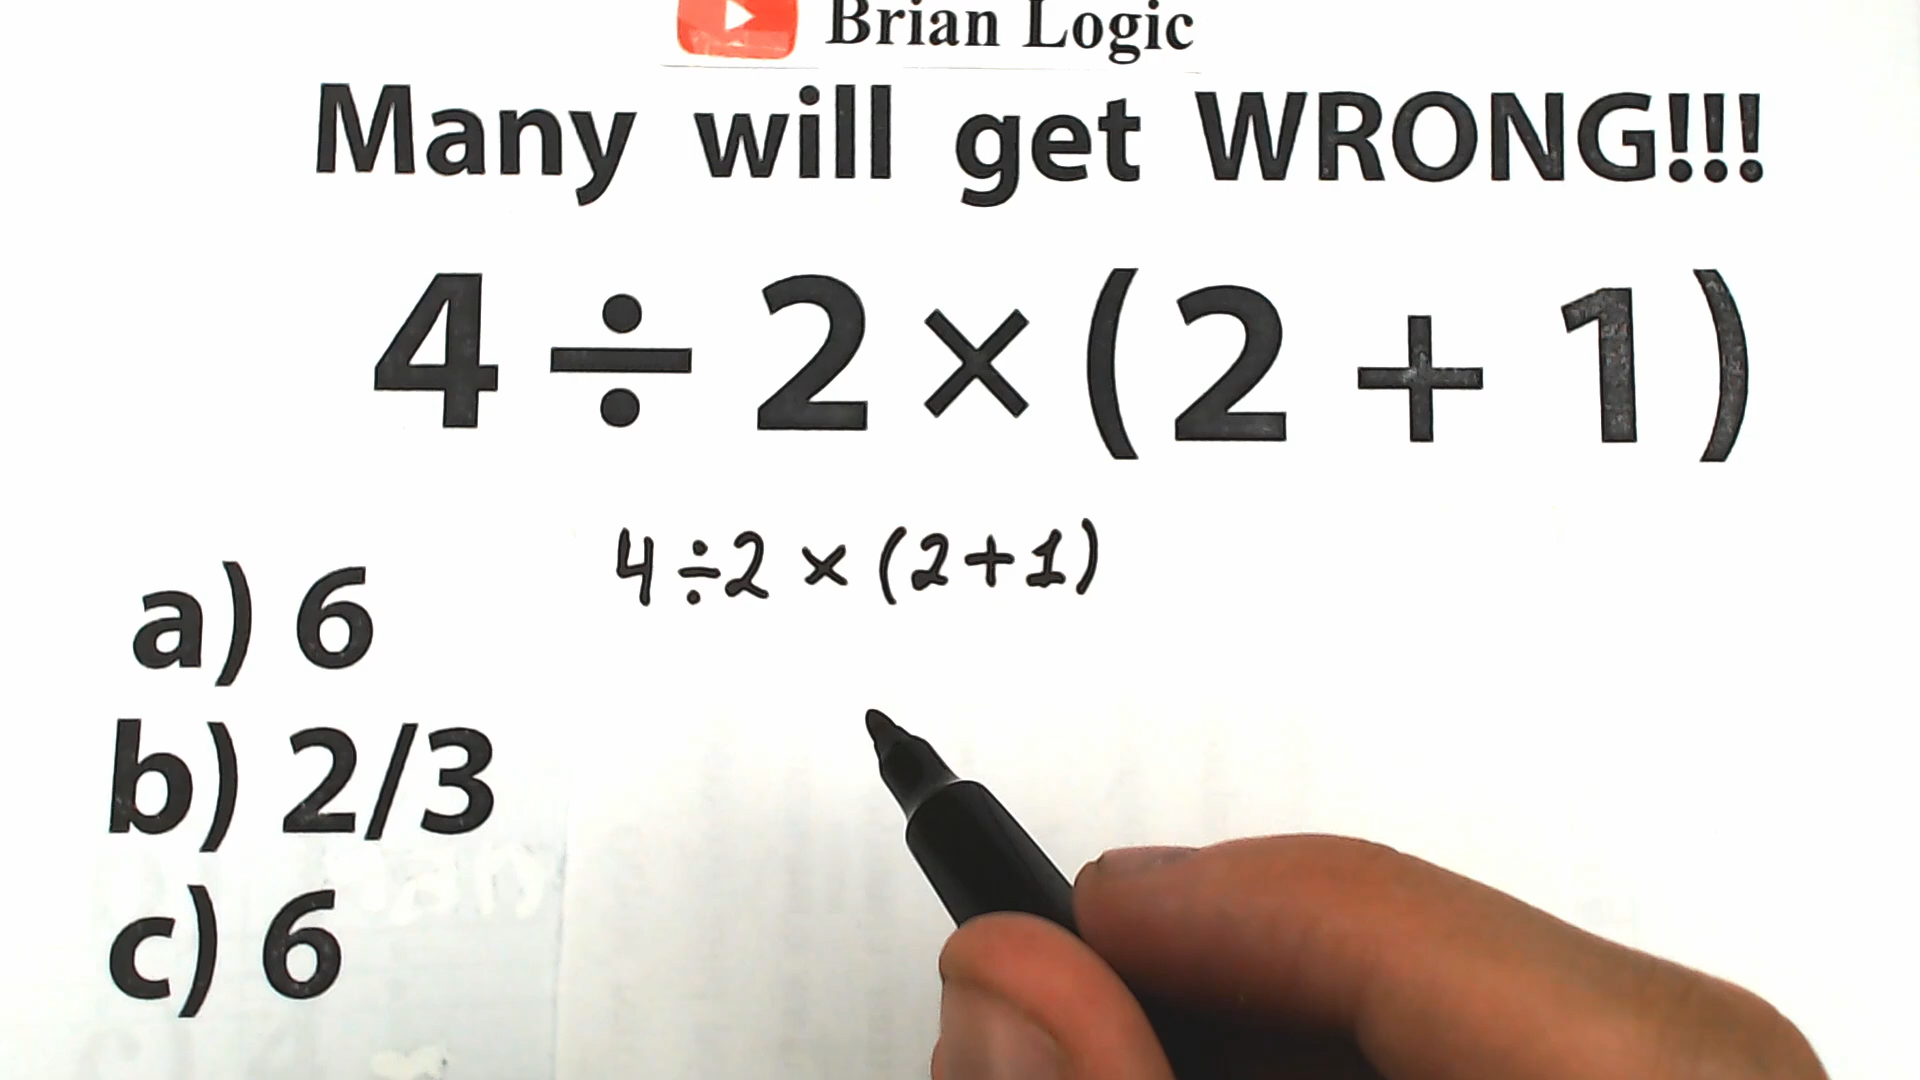 Brian Logic
Many will get WRONG!!!
4÷2×(2 + 1)
4÷2 × (2+1)
a) 6
b) 2/3
c) 6